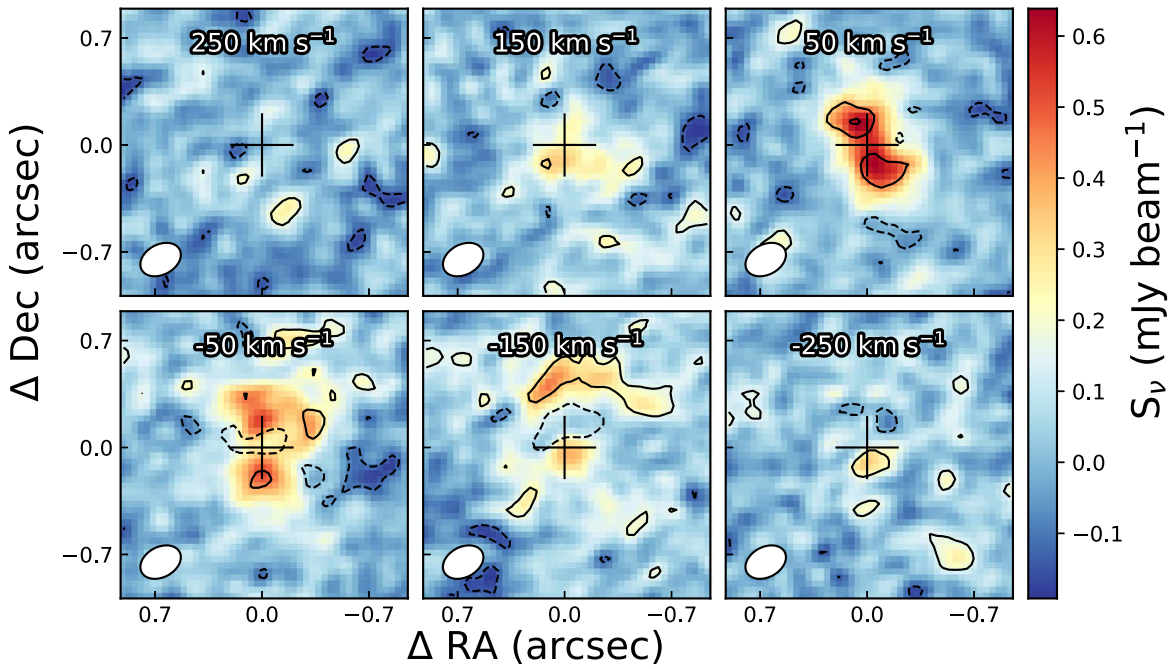 250 km s⁻¹
150 km s⁻¹
50 km s⁻¹
-50 km s⁻¹
-150 km s⁻¹
-250 km s⁻¹
0.7
0.0
−0.7
0.7
0.0
−0.7
Δ Dec (arcsec)
0.7
0.0
−0.7
0.7
0.0
−0.7
0.7
0.0
−0.7
Δ RA (arcsec)
0.6
0.5
0.4
0.3
0.2
0.1
0.0
−0.1
Sν (mJy beam⁻¹)